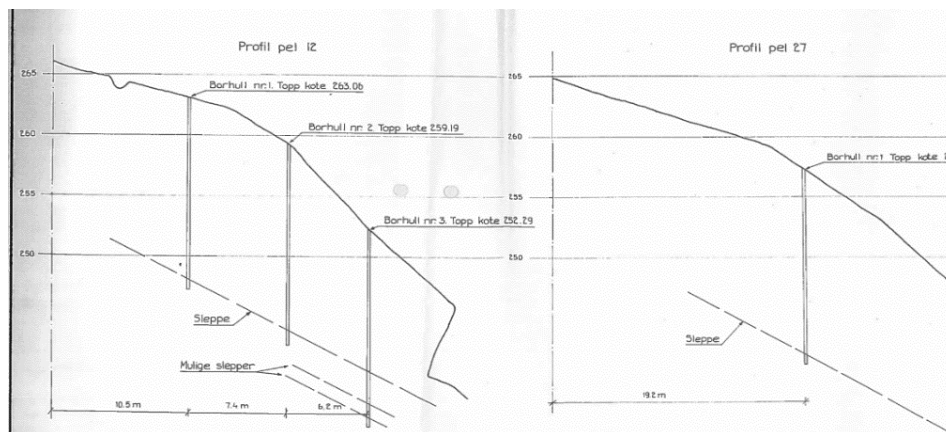 Profil pel 12
265
260
255
250
Borhull nr. 1. Topp kote 263.06
Borhull nr. 2. Topp kote 259.19
Borhull nr. 3. Topp kote 252.29
Sleppe
Mulige slepper
10.5 m
7.4 m
6.2 m
Profil pel 27
265
260
255
250
Borhull nr. 1 Topp kote
Sleppe
19.2 m